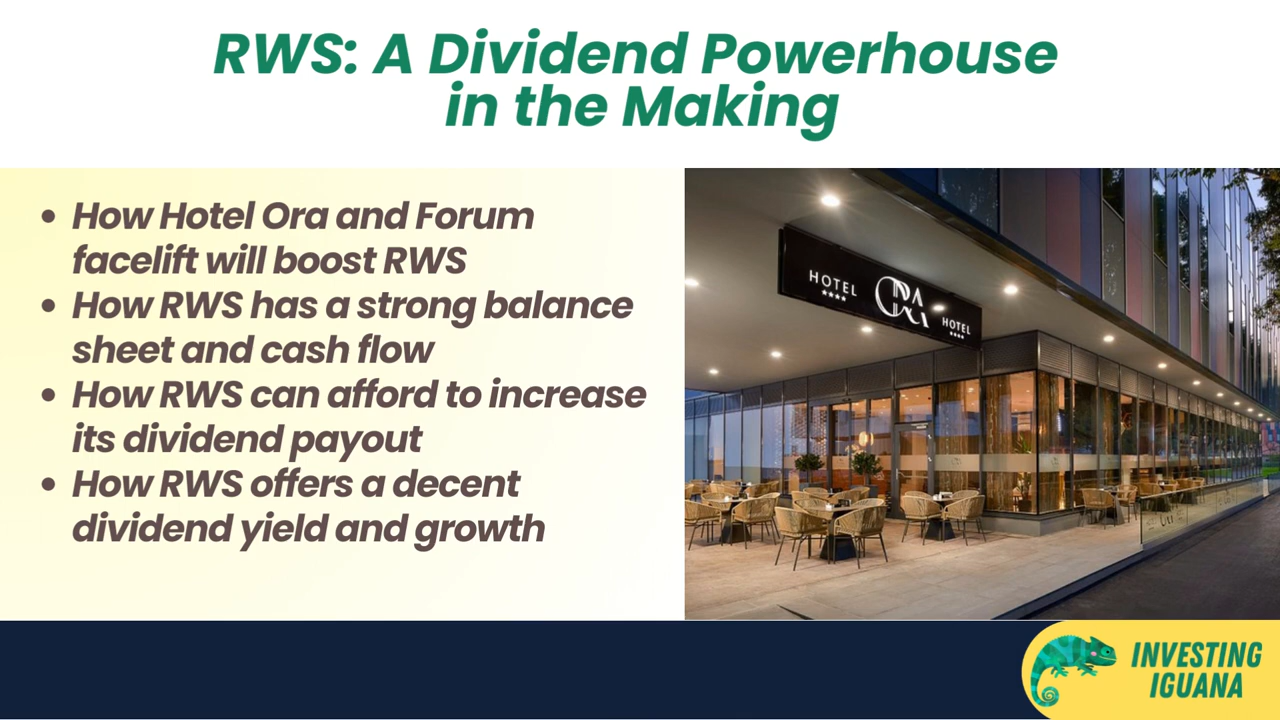 RWS: A Dividend Powerhouse
in the Making
How Hotel Ora and Forum
facelift will boost RWS
How RWS has a strong balance
sheet and cash flow
How RWS can afford to increase
its dividend payout
How RWS offers a decent
dividend yield and growth
HOTEL
ORA
HOTEL
INVESTING
IGUANA